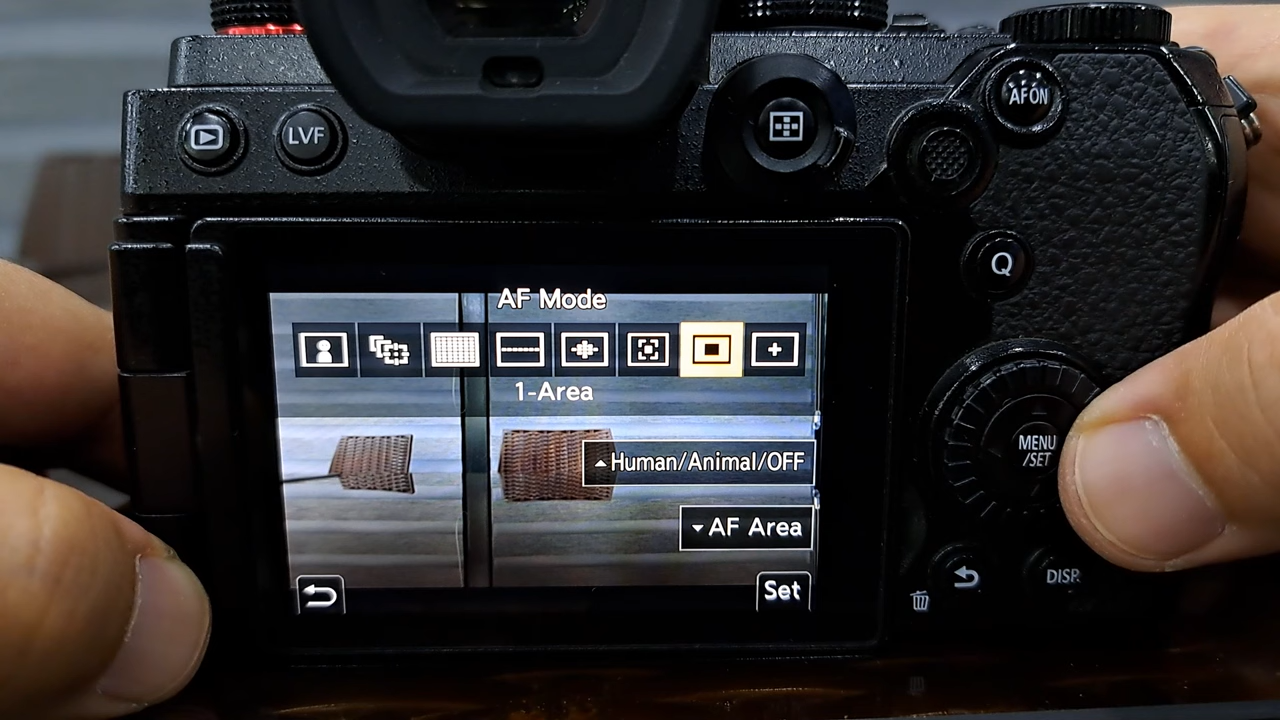 AF ON
LVF
Q
AF Mode
1-Area
Human/Animal/OFF
MENU
/SET
AF Area
DISP.
Set